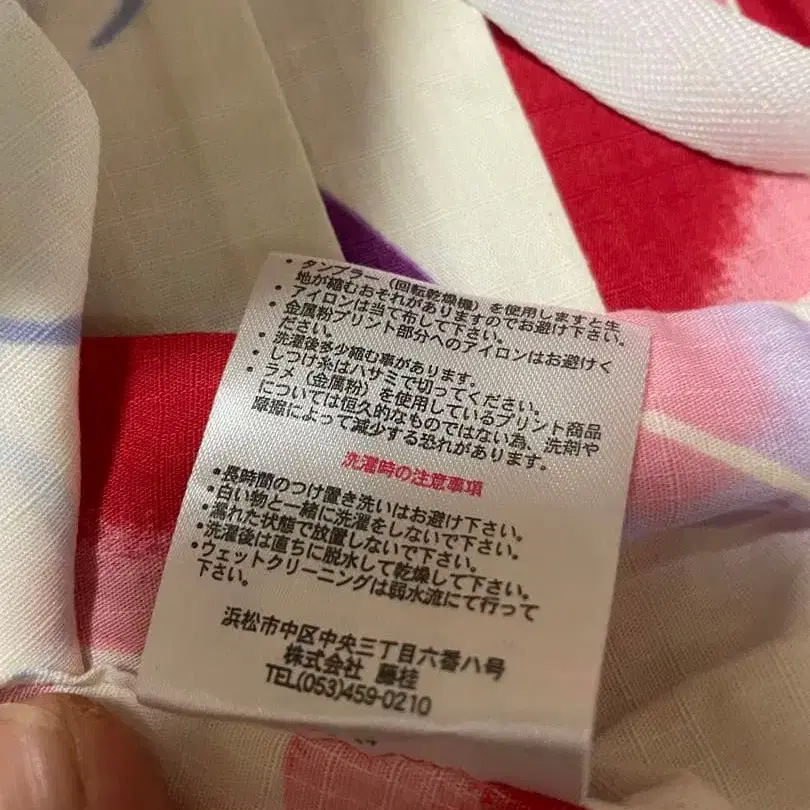 ・タンブラー（回転乾燥機）を使用しますと生
地が縮むおそれがありますのでお避け下さい。
・アイロンは当て布して下さい。
・金属粉プリント部分へのアイロンはお避けく
ださい。
・洗濯後多少縮む事があります。
・しつけ糸はハサミで切ってください。
・ラメ（金属粉）を使用しているプリント商品
については恒久的なものではない為、洗剤や
摩擦によって減少する恐れがあります。
洗濯時の注意事項
・長時間のつけ置き洗いはお避け下さい。
・白い物と一緒に洗濯をしないで下さい。
・濡れた状態で放置しないで下さい。
・洗濯後は直ちに脱水して乾燥して下さい。
・ウェットクリーニングは弱水流にて行って
下さい。
浜松市中区中央三丁目六番ハ号
株式会社 藤桂
TEL(053)459-0210